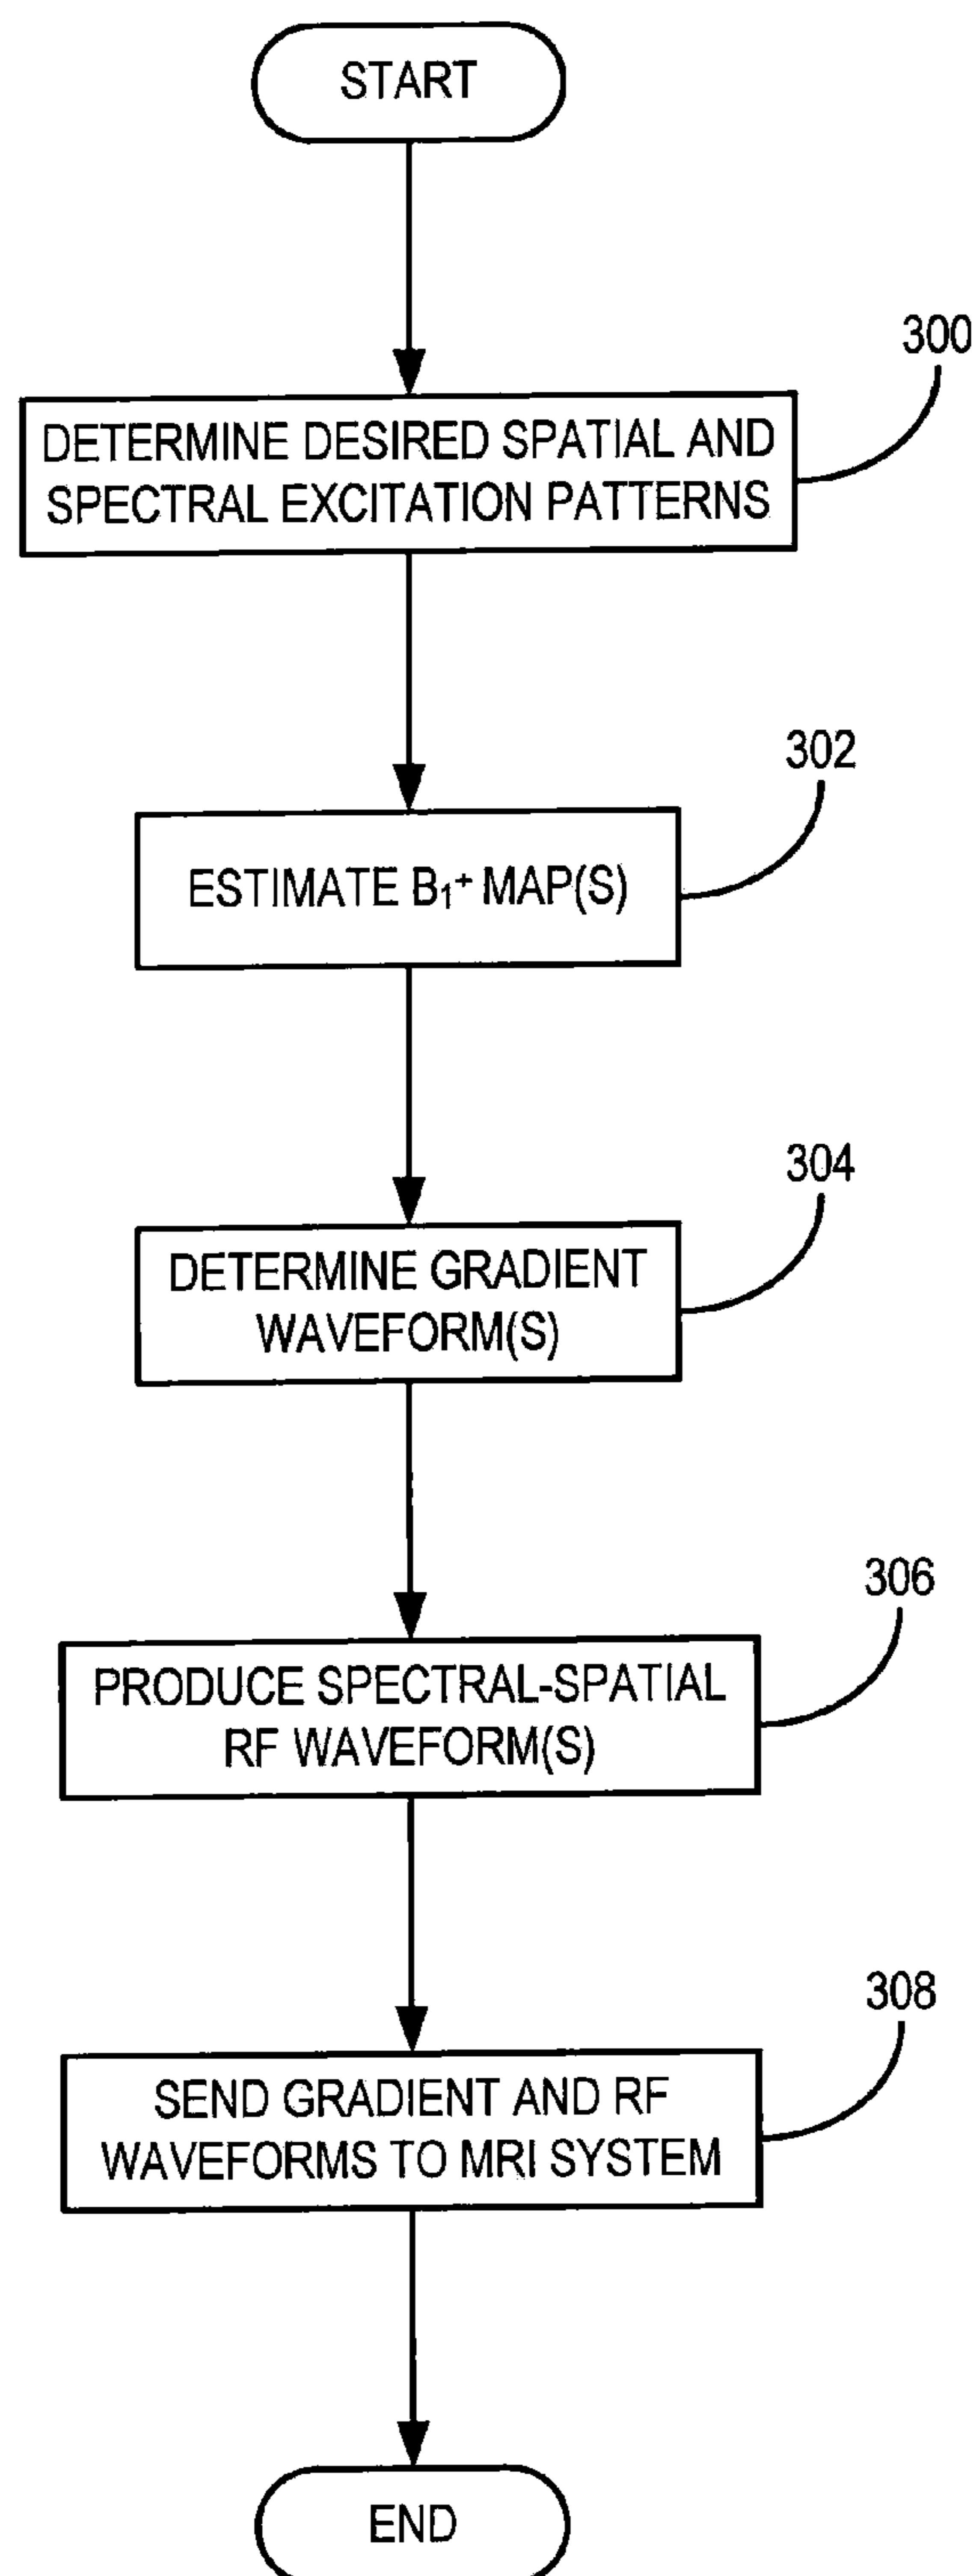 START
300
DETERMINE DESIRED SPATIAL AND
SPECTRAL EXCITATION PATTERNS
302
ESTIMATE B₁⁺ MAP(S)
304
DETERMINE GRADIENT
WAVEFORM(S)
306
PRODUCE SPECTRAL-SPATIAL
RF WAVEFORM(S)
308
SEND GRADIENT AND RF
WAVEFORMS TO MRI SYSTEM
END